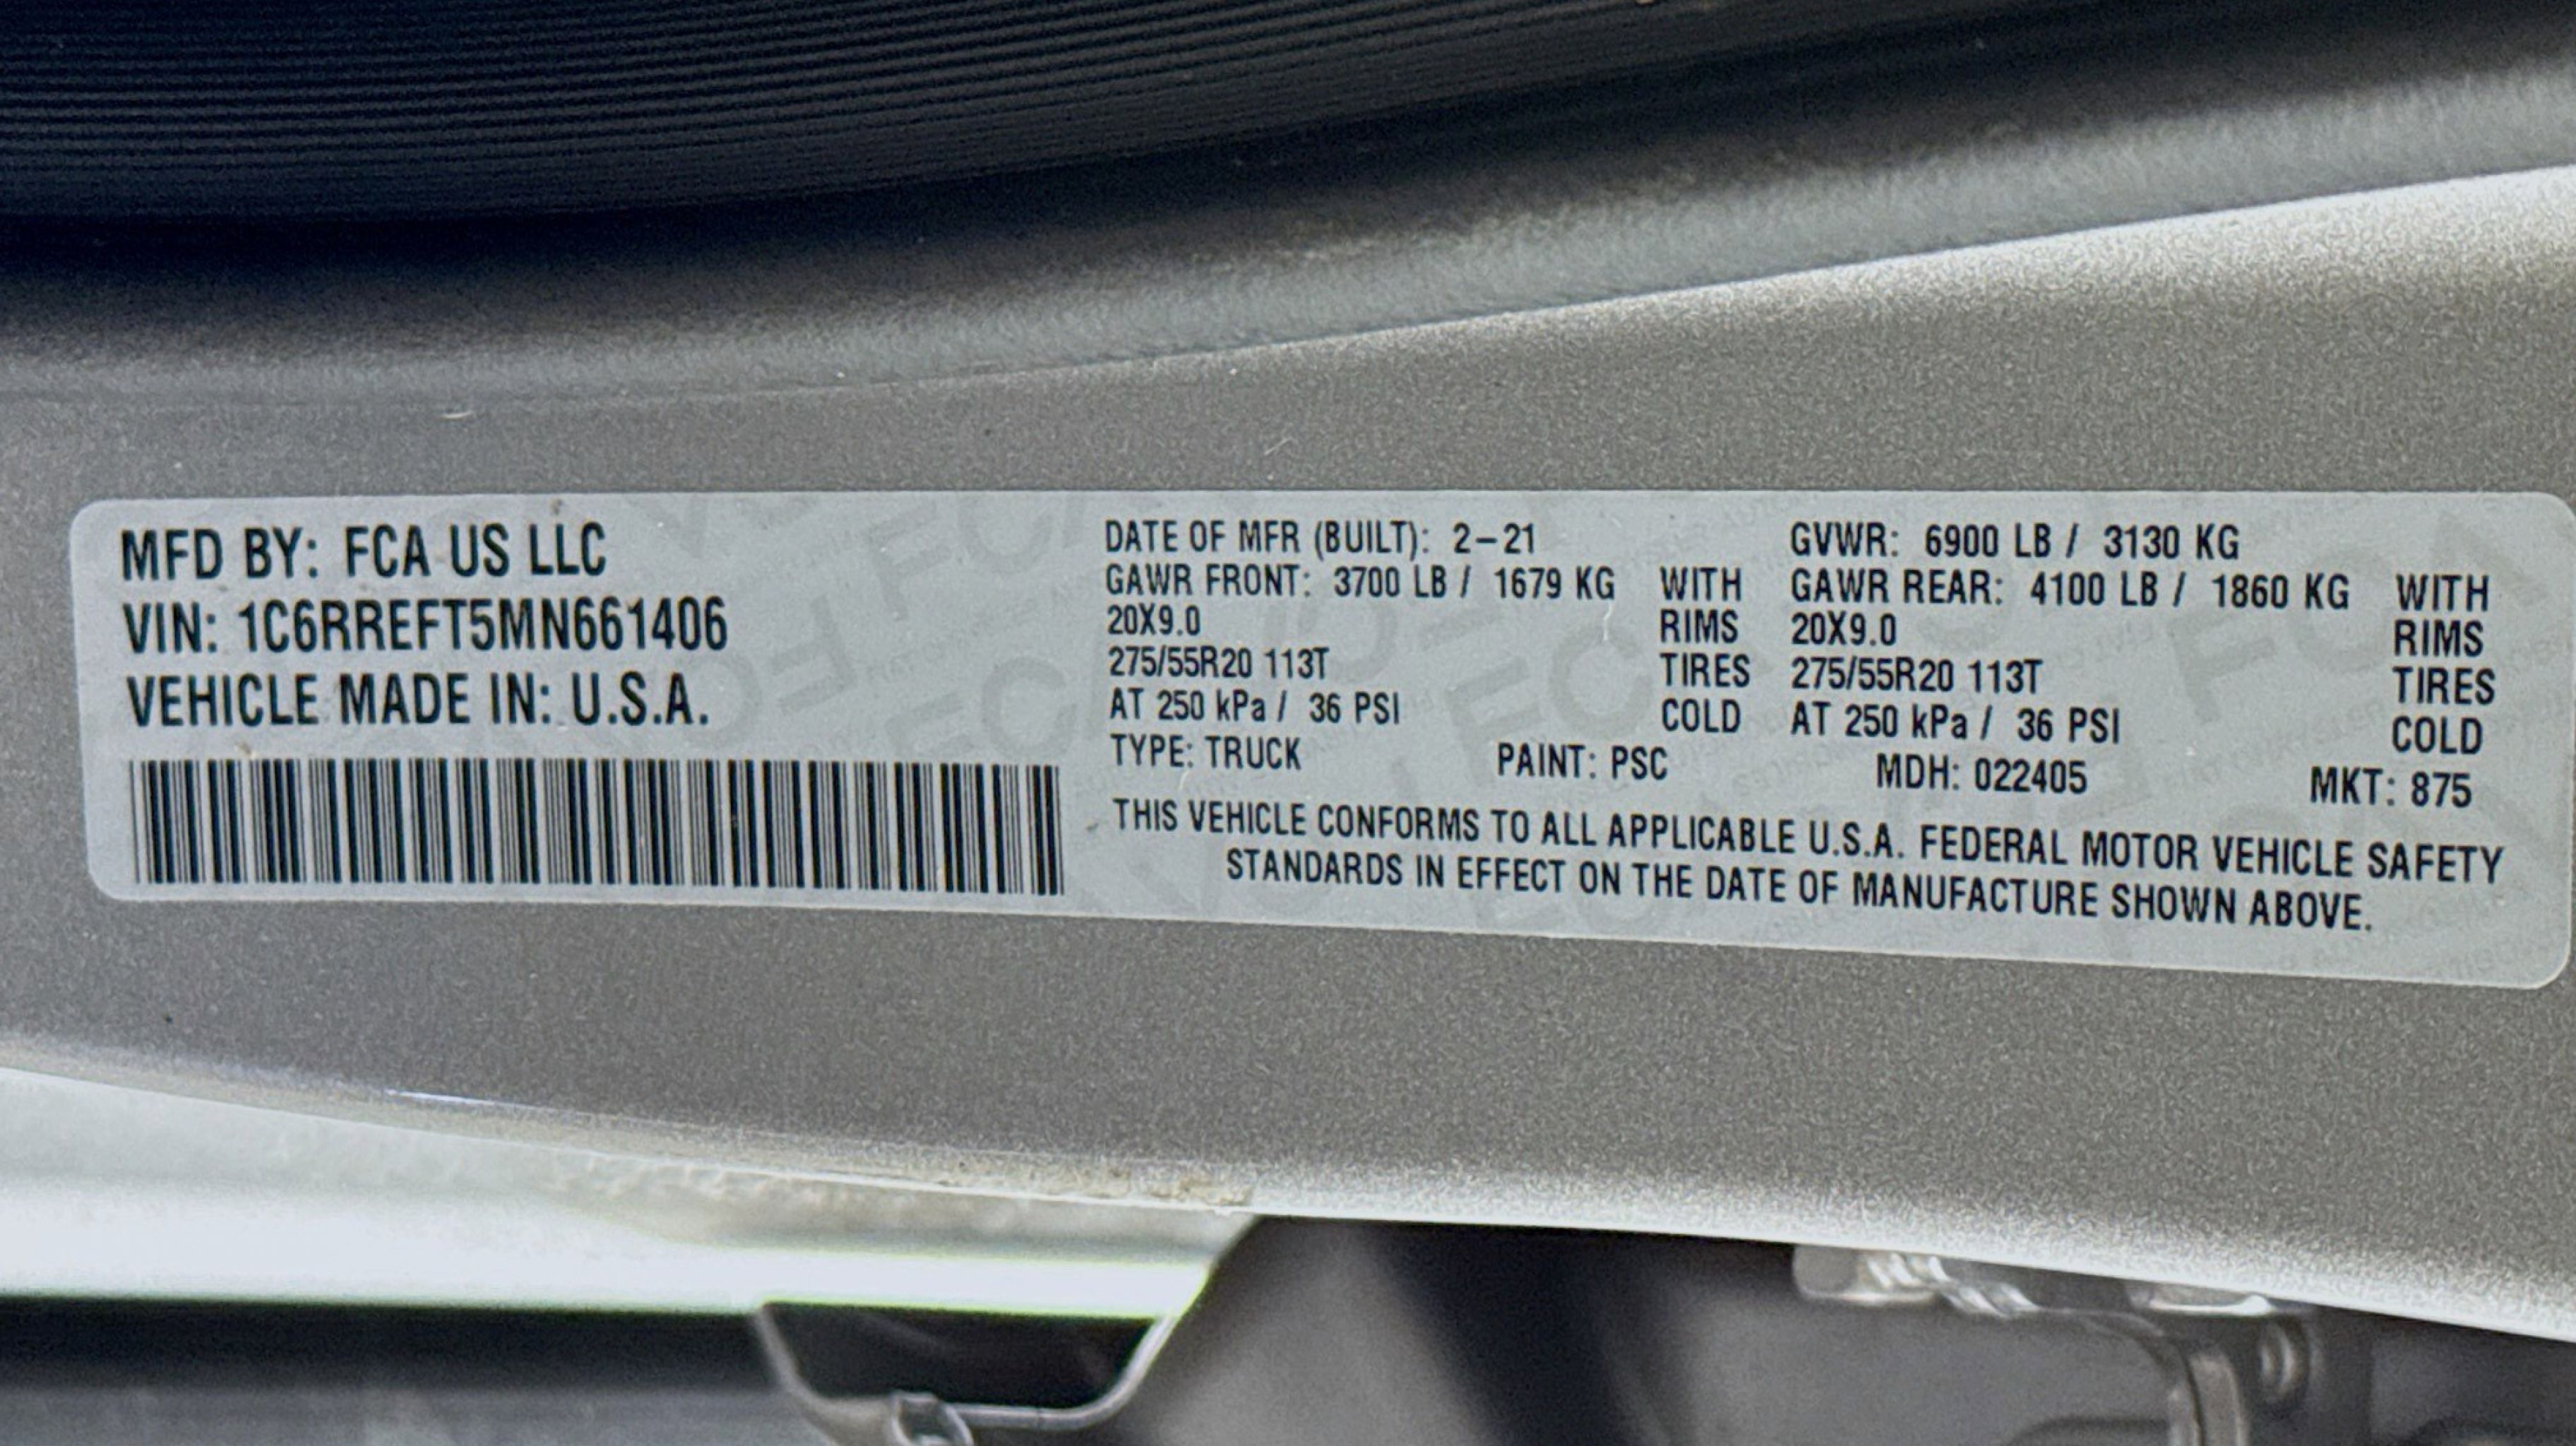 MFD BY: FCA US LLC
VIN: 1C6RREFT5MN661406
VEHICLE MADE IN: U.S.A.
DATE OF MFR (BUILT): 2-21
GAWR FRONT: 3700 LB / 1679 KG WITH
20X9.0 RIMS
275/55R20 113T TIRES
AT 250 kPa / 36 PSI COLD
GVWR: 6900 LB / 3130 KG
GAWR REAR: 4100 LB / 1860 KG WITH
20X9.0 RIMS
275/55R20 113T TIRES
AT 250 kPa / 36 PSI COLD
TYPE: TRUCK PAINT: PSC MDH: 022405 MKT: 875
THIS VEHICLE CONFORMS TO ALL APPLICABLE U.S.A. FEDERAL MOTOR VEHICLE SAFETY
STANDARDS IN EFFECT ON THE DATE OF MANUFACTURE SHOWN ABOVE.